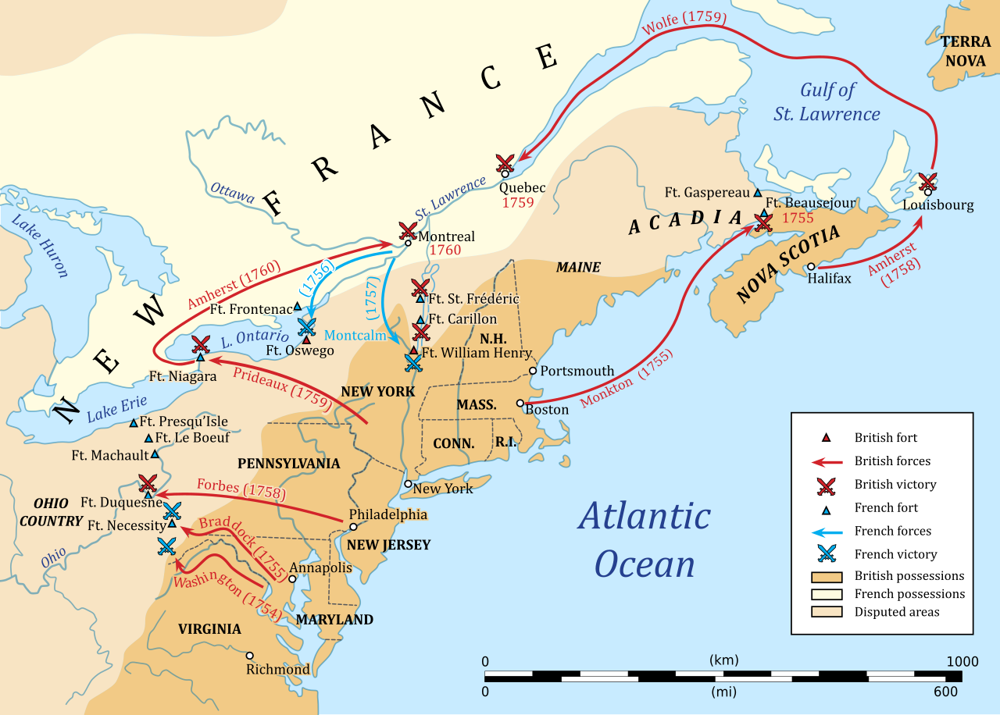 Wolfe (1759)
TERRA
NOVA
NEW FRANCE
Gulf of
St. Lawrence
Ottawa
St. Lawrence
Quebec
1759
Lake Huron
Ft. Gaspereau
Ft. Beausejour
1755
Louisbourg
ACADIA
NOVA SCOTIA
Halifax
Amherst
(1758)
Montreal
1760
MAINE
Amherst (1760)
(1756)
(1757)
Ft. St. Frédéric
Ft. Frontenac
Ft. Carillon
L. Ontario
Montcalm
N.H.
Ft. Oswego
Ft. William Henry
Ft. Niagara
Prideaux (1759)
Portsmouth
Monkton (1755)
NEW YORK
Lake Erie
MASS.
Boston
Ft. Presqu'Isle
Ft. Le Boeuf
Ft. Machault
CONN.
R.I.
PENNSYLVANIA
Forbes (1758)
New York
OHIO
COUNTRY
Ft. Duquesne
Ft. Necessity
Braddock (1755)
Philadelphia
NEW JERSEY
Ohio
Annapolis
Washington (1754)
MARYLAND
VIRGINIA
Richmond
Atlantic
Ocean
British fort
British forces
British victory
French fort
French forces
French victory
British possessions
French possessions
Disputed areas
0 (km) 1000
0 (mi) 600